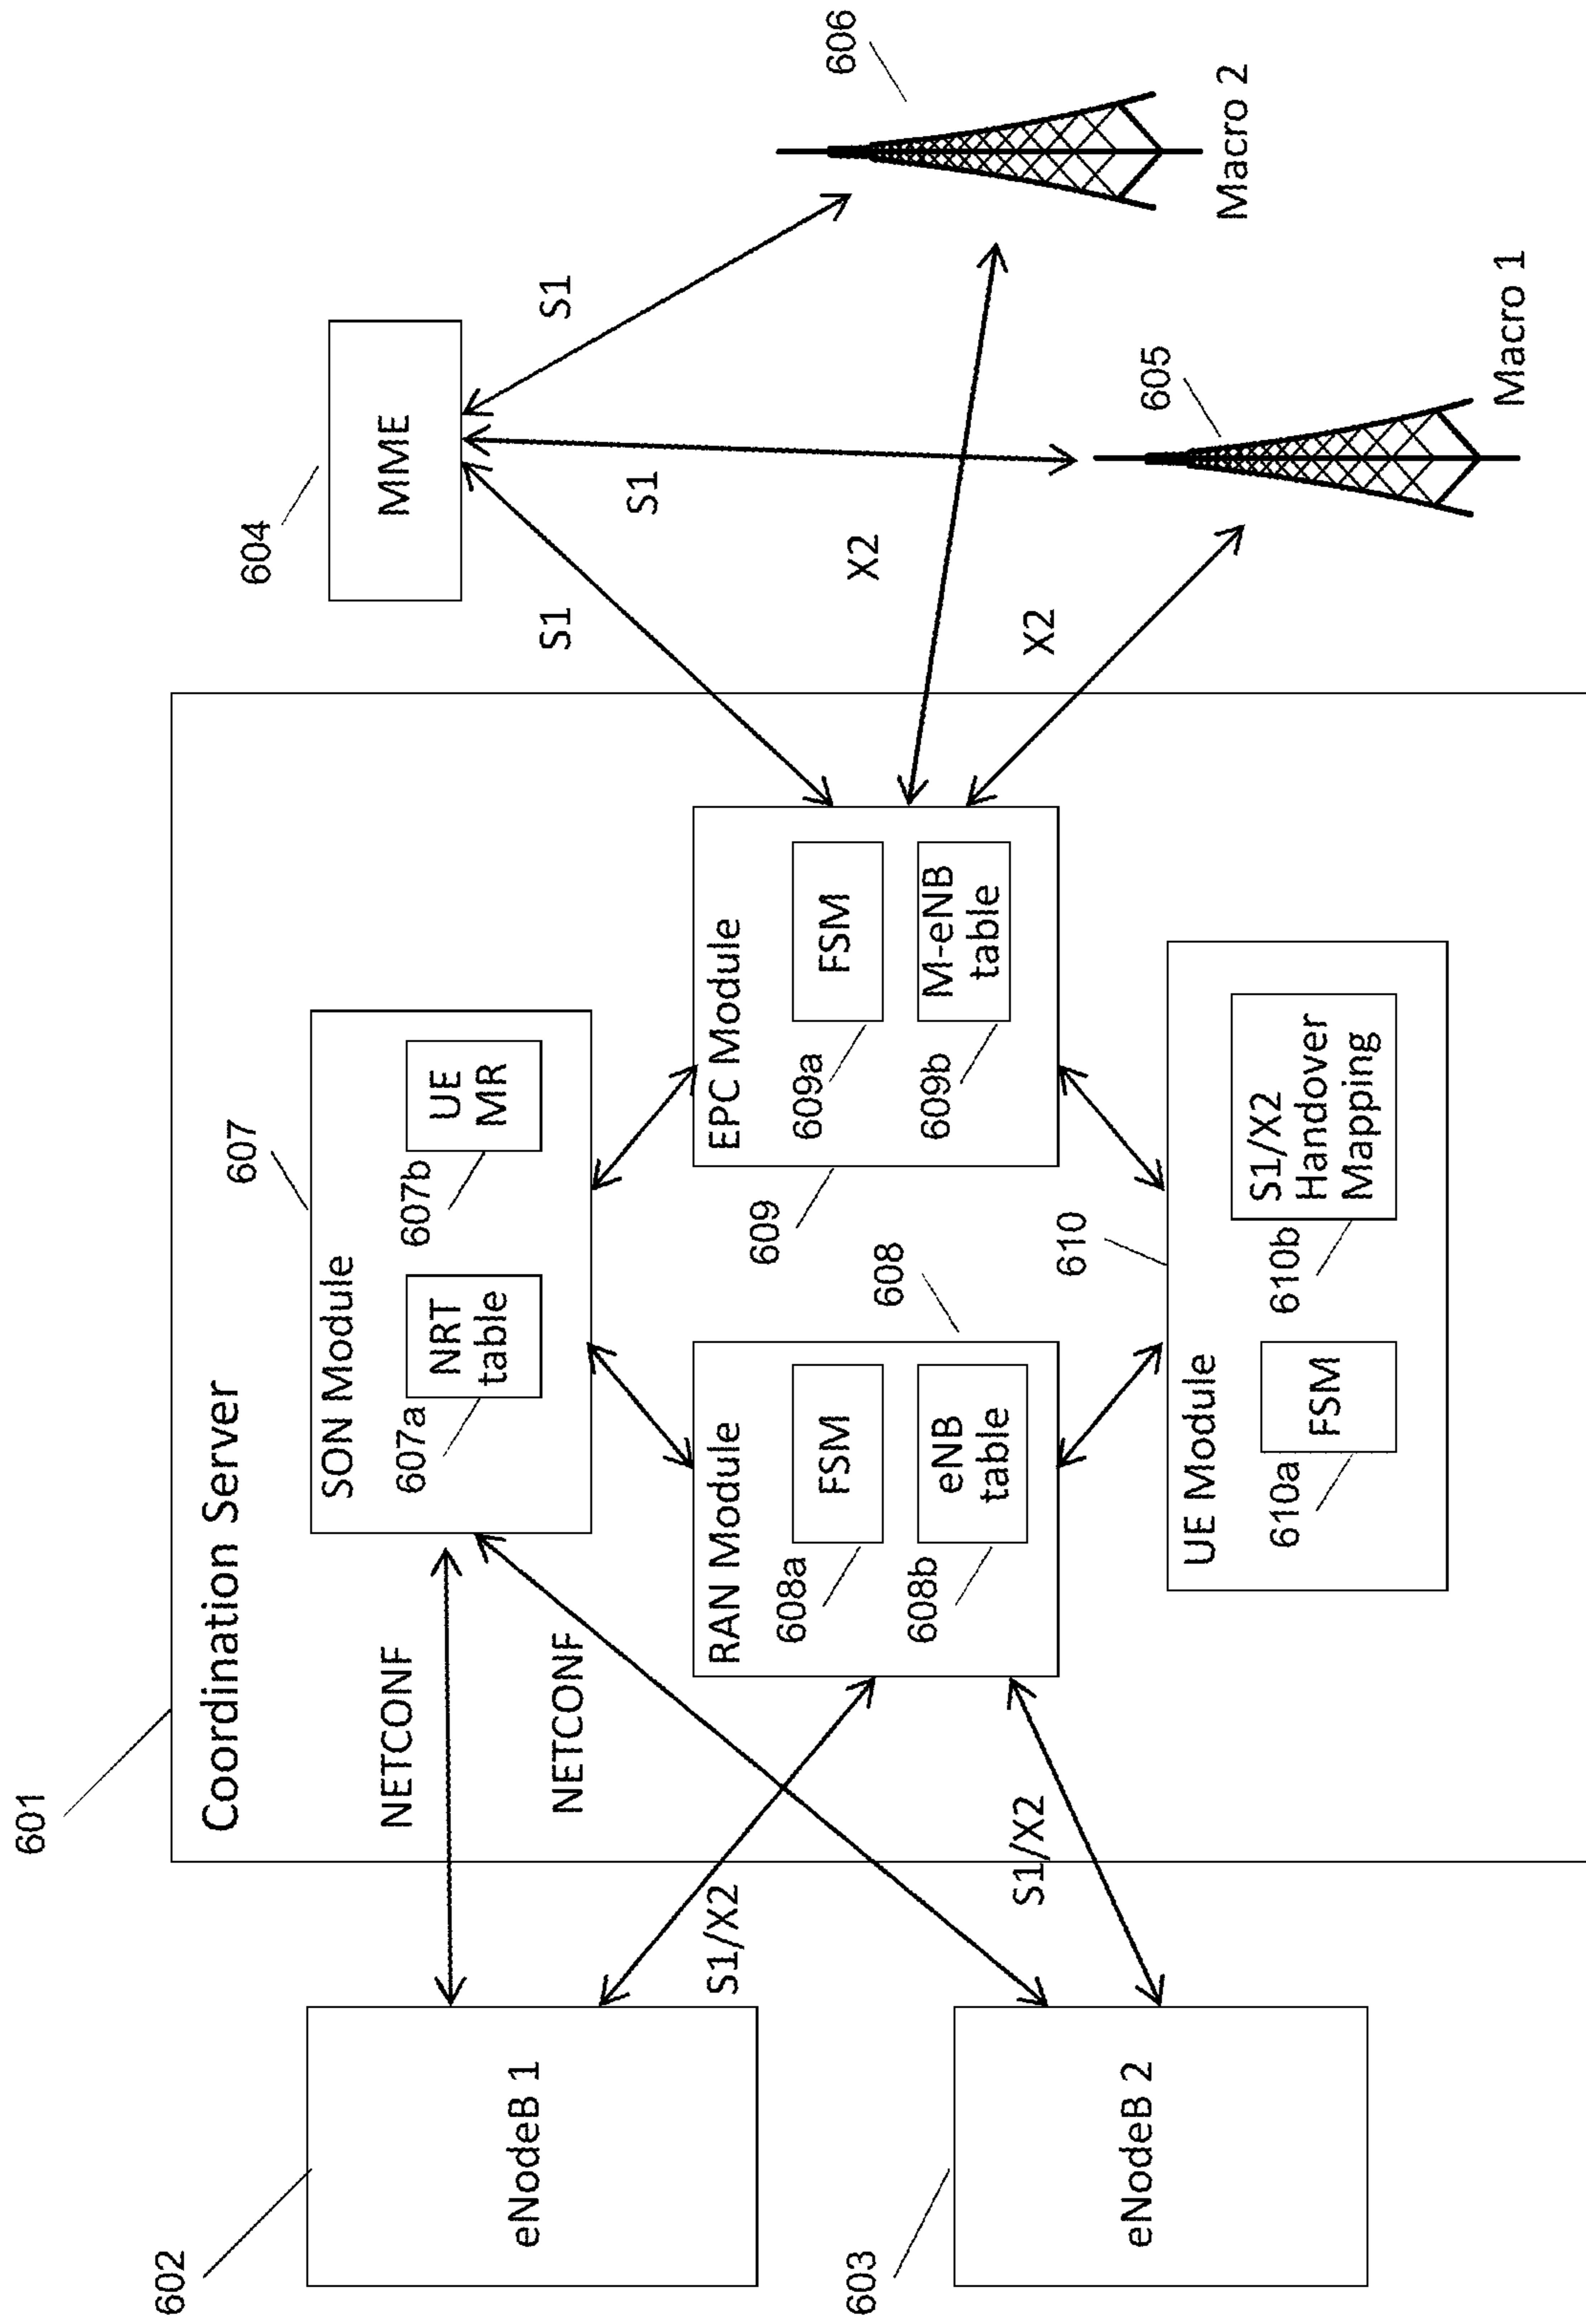 601
Coordination Server
602
eNodeB 1
603
eNodeB 2
NETCONF
NETCONF
S1/X2
S1/X2
607
SON Module
607a
NRT
table
607b
UE
MR
608
RAN Module
608a
FSM
608b
eNB
table
609
EPC Module
609a
FSM
609b
M-eNB
table
610
UE Module
610a
FSM
610b
S1/X2
Handover
Mapping
604
MME
S1
S1
S1
X2
X2
605
Macro 1
606
Macro 2